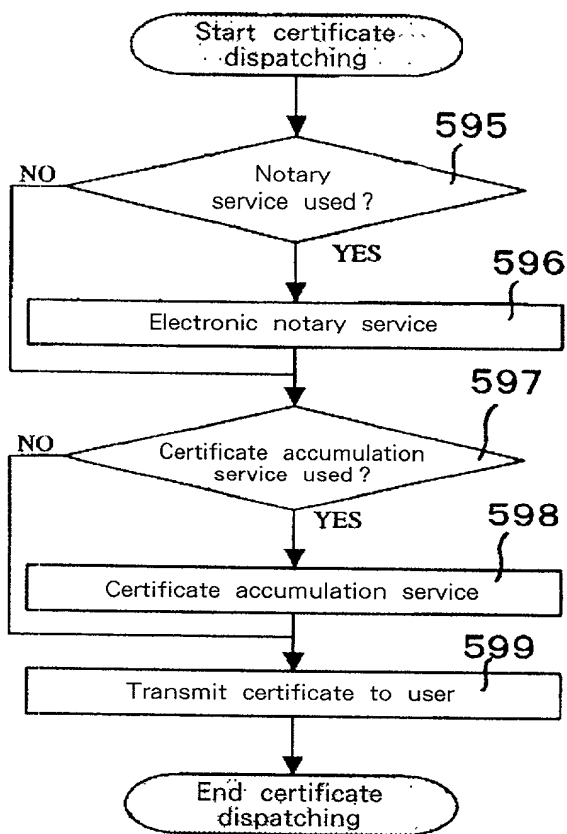 Start certificate
dispatching
595
NO
Notary
service used?
YES
596
Electronic notary service
597
NO
Certificate accumulation
service used?
YES
598
Certificate accumulation service
599
Transmit certificate to user
End certificate
dispatching